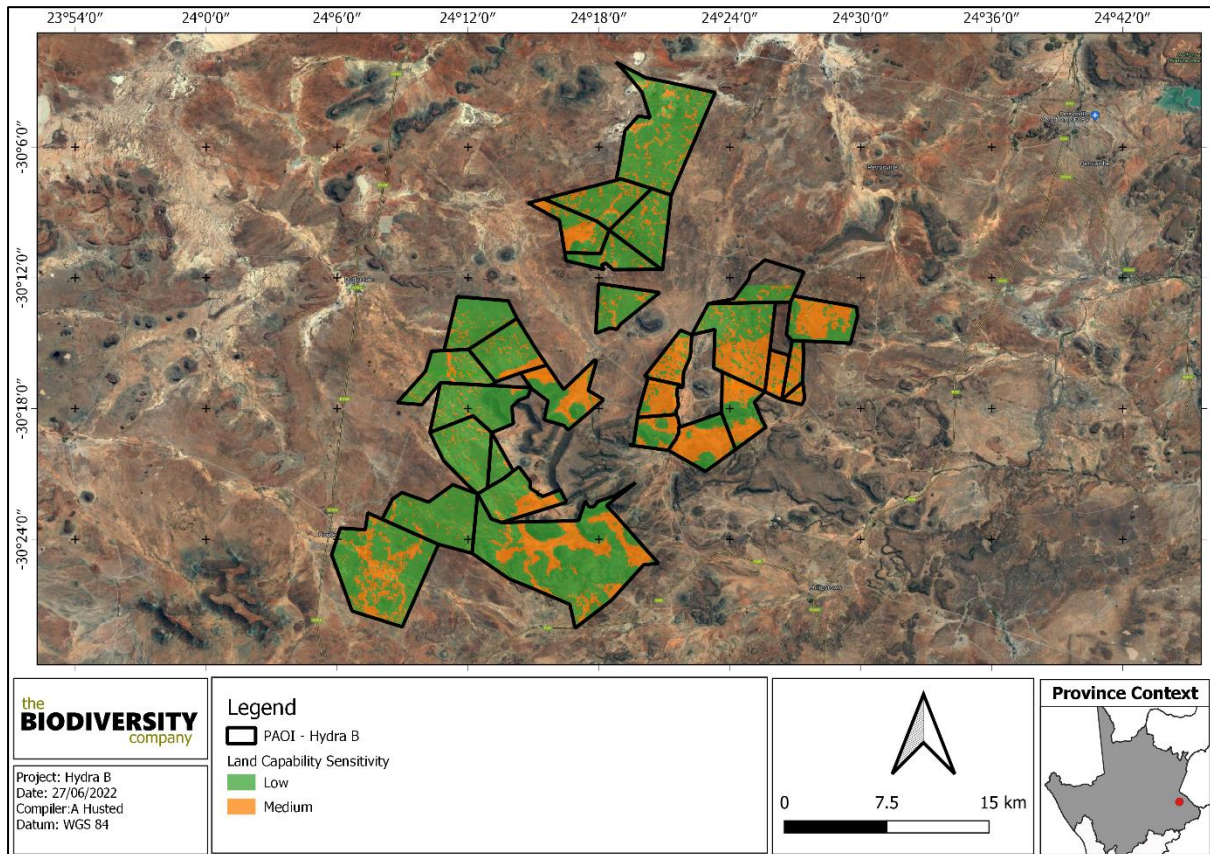 23°54′0″ 24°0′0″ 24°6′0″ 24°12′0″ 24°18′0″ 24°24′0″ 24°30′0″ 24°36′0″ 24°42′0″
-30°6′0″
-30°12′0″
-30°18′0″
-30°24′0″
Petrusville
the
BIODIVERSITY
company
Project: Hydra B
Date: 27/06/2022
Compiler:A Husted
Datum: WGS 84
Legend
PAOI - Hydra B
Land Capability Sensitivity
Low
Medium
0 7.5 15 km
Province Context